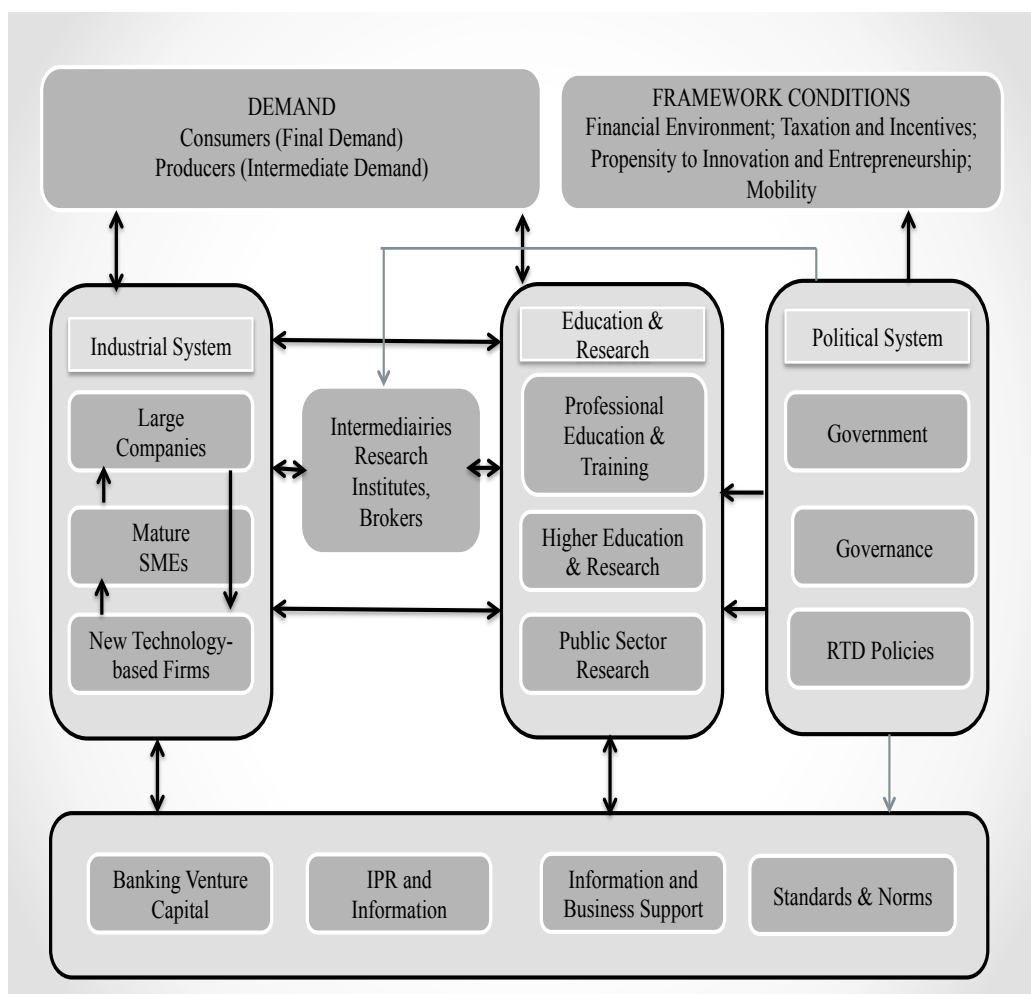 DEMAND
Consumers (Final Demand)
Producers (Intermediate Demand)
FRAMEWORK CONDITIONS
Financial Environment; Taxation and Incentives;
Propensity to Innovation and Entrepreneurship;
Mobility
Industrial System
Large
Companies
Mature
SMEs
New Technology-
based Firms
Intermediairies
Research
Institutes,
Brokers
Education &
Research
Professional
Education &
Training
Higher Education
& Research
Public Sector
Research
Political System
Government
Governance
RTD Policies
Banking Venture
Capital
IPR and
Information
Information and
Business Support
Standards & Norms